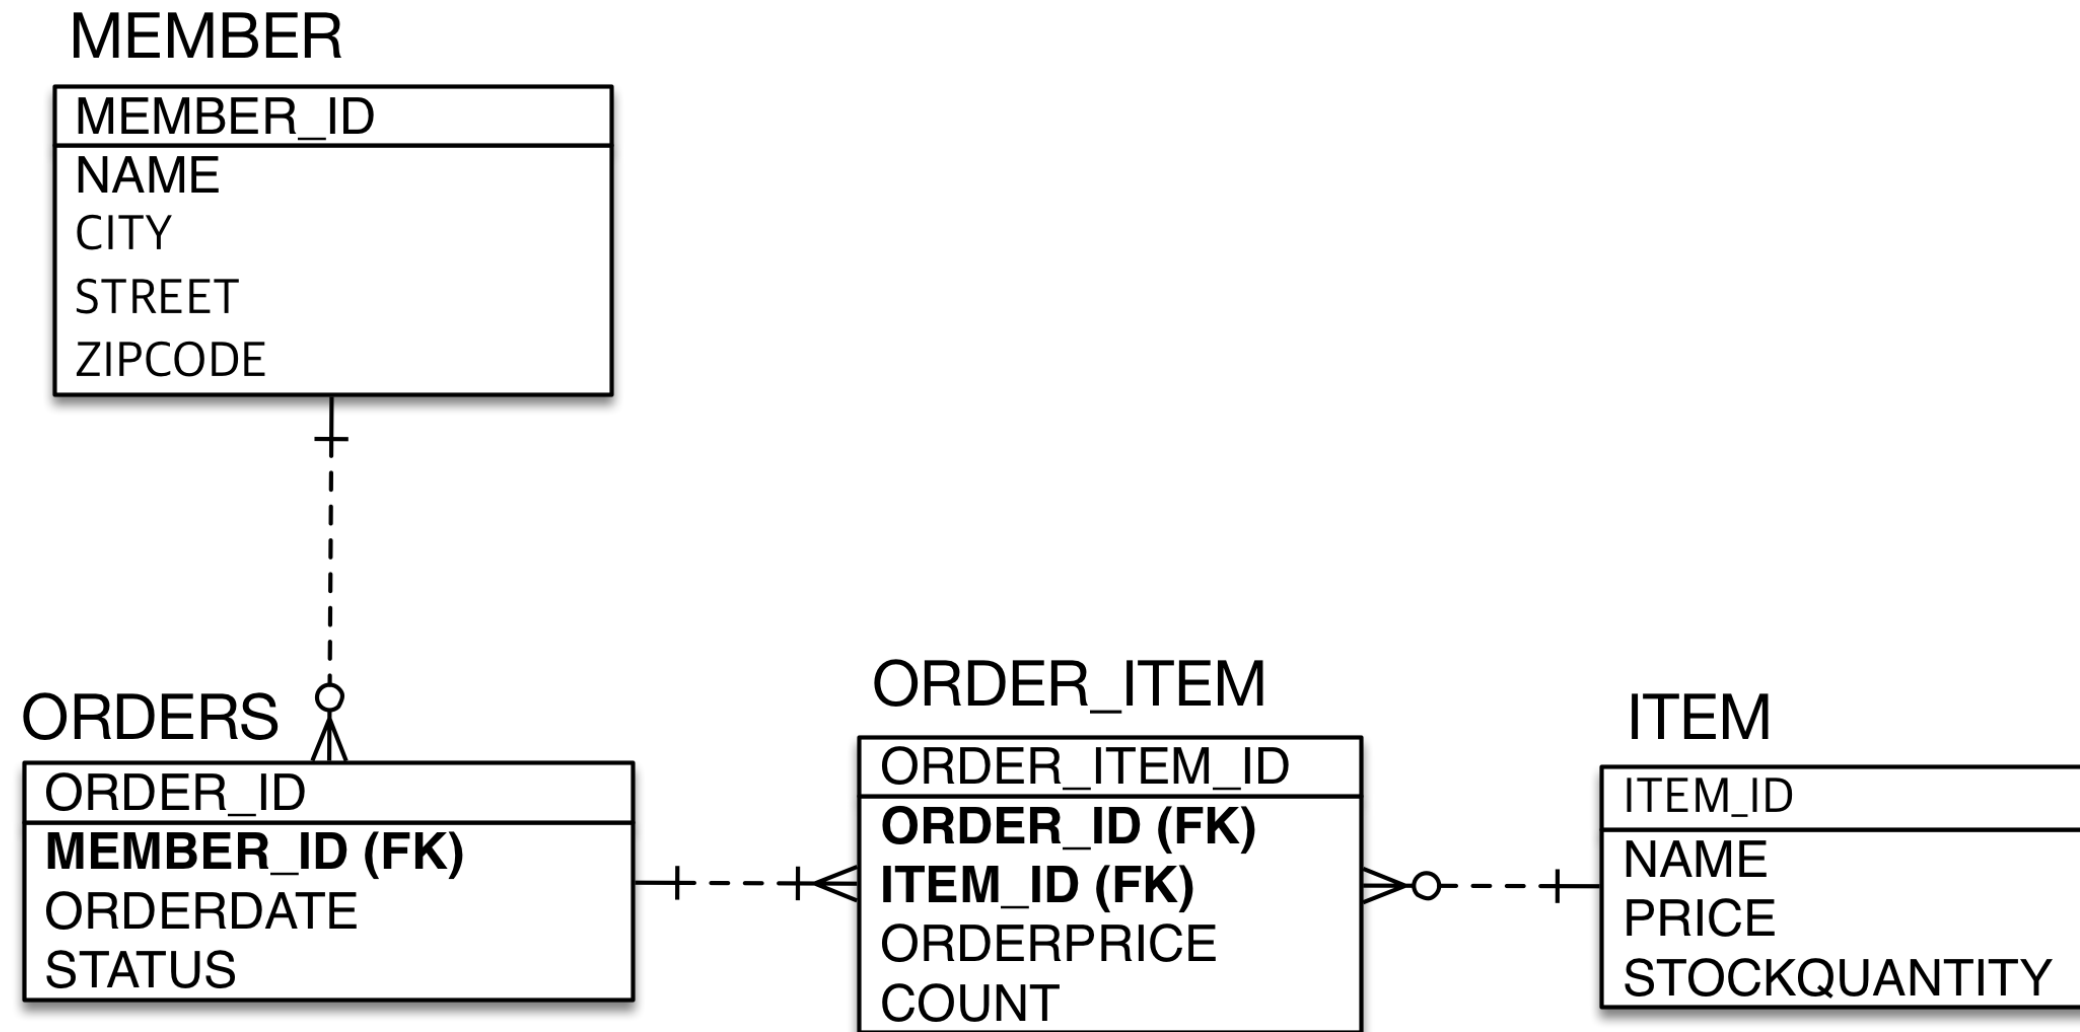 MEMBER
MEMBER_ID
NAME
CITY
STREET
ZIPCODE
ORDERS
ORDER_ID
MEMBER_ID (FK)
ORDERDATE
STATUS
ORDER_ITEM
ORDER_ITEM_ID
ORDER_ID (FK)
ITEM_ID (FK)
ORDERPRICE
COUNT
ITEM
ITEM_ID
NAME
PRICE
STOCKQUANTITY